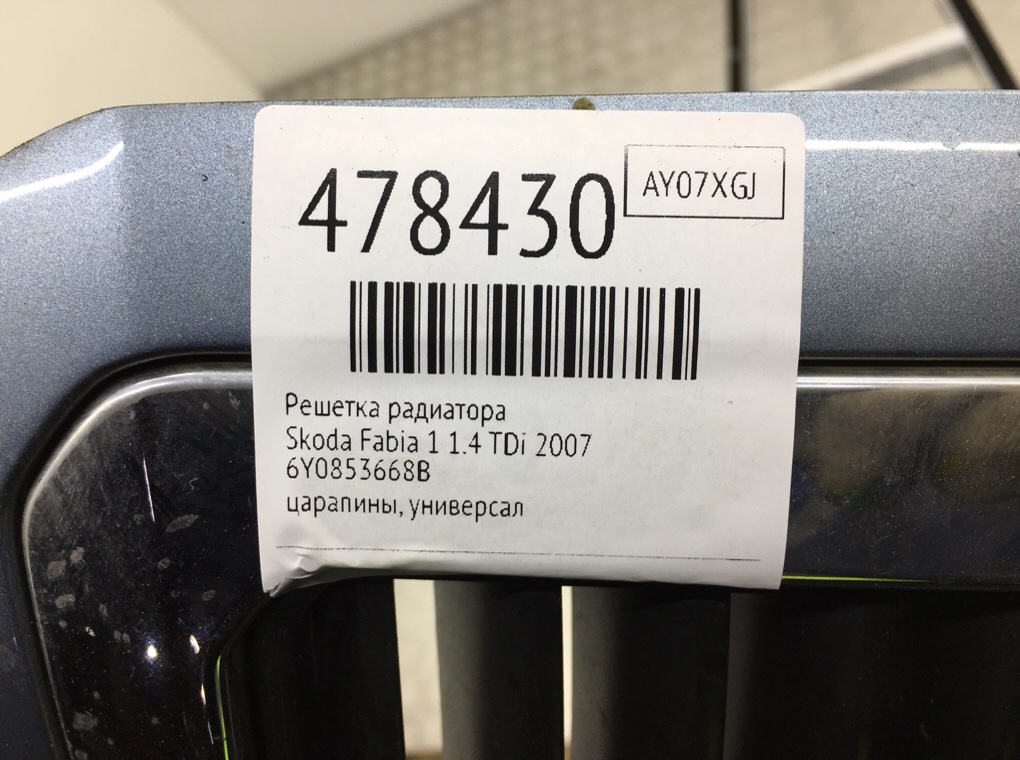 478430
AY07XGJ
Решетка радиатора
Skoda Fabia 1 1.4 TDi 2007
6Y0853668B
царапины, универсал